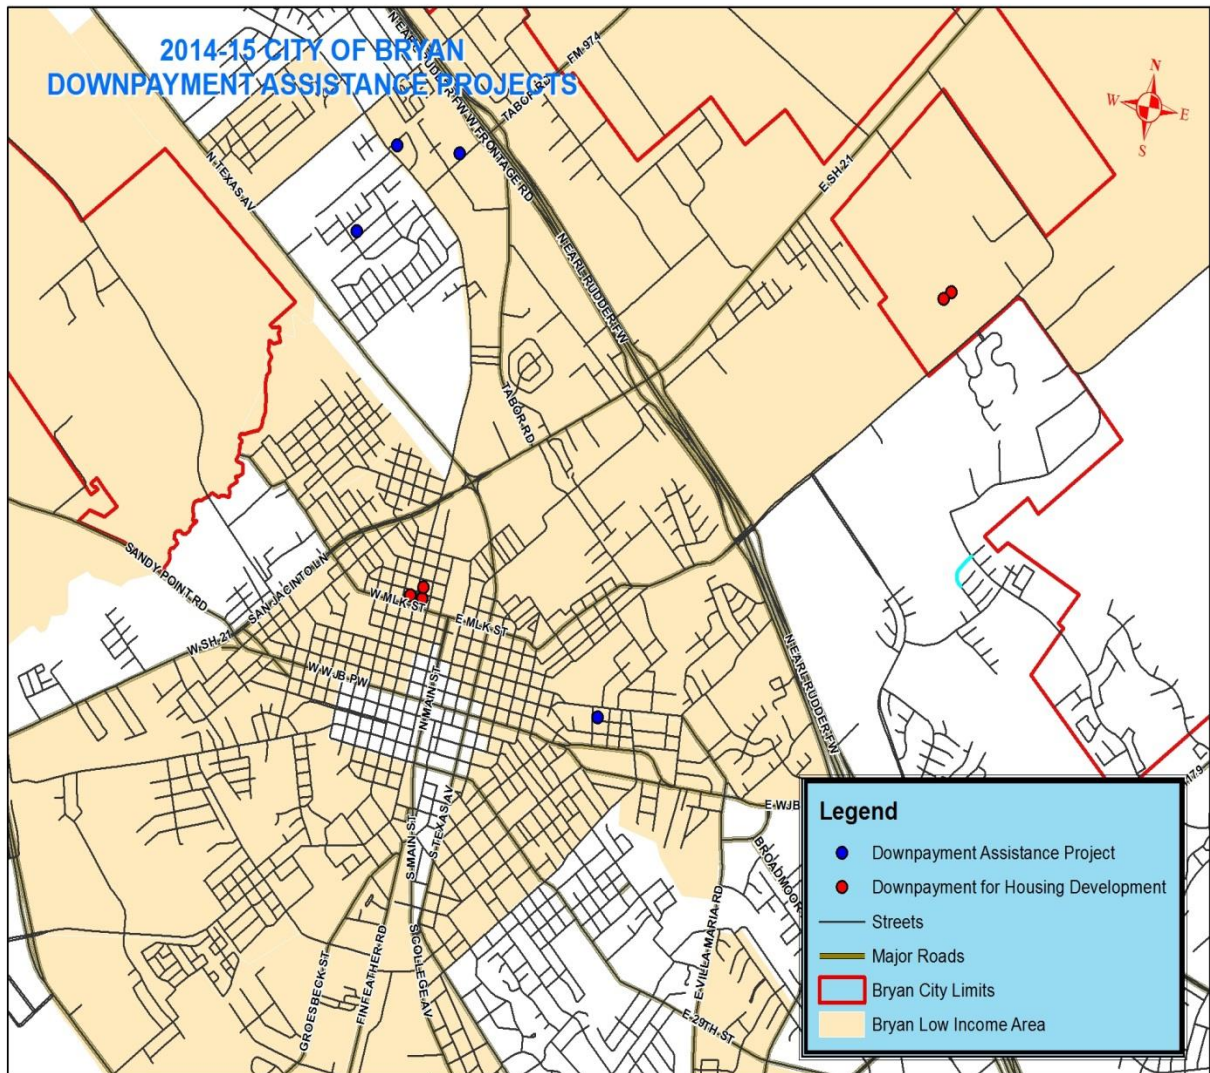 2014-15 CITY OF BRYAN
DOWNPAYMENT ASSISTANCE PROJECTS
FM 974
TABOR RD
N
W
E
S
N TEXAS AV
W FRONTAGE RD
E SH 21
N EARL RUDDER FW
TABOR RD
SANDY POINT RD
SAN JACINTO LN
W SH 21
W MLK ST
E MLK ST
W WJB PW
N MAIN ST
N EARL RUDDER FW
S MAIN ST
S TEXAS AV
E WJB
BROADMOOR
E VILLA MARIA RD
GROESBECK ST
FINFEATHER RD
S COLLEGE AV
E 29TH ST
Legend
Downpayment Assistance Project
Downpayment for Housing Development
Streets
Major Roads
Bryan City Limits
Bryan Low Income Area